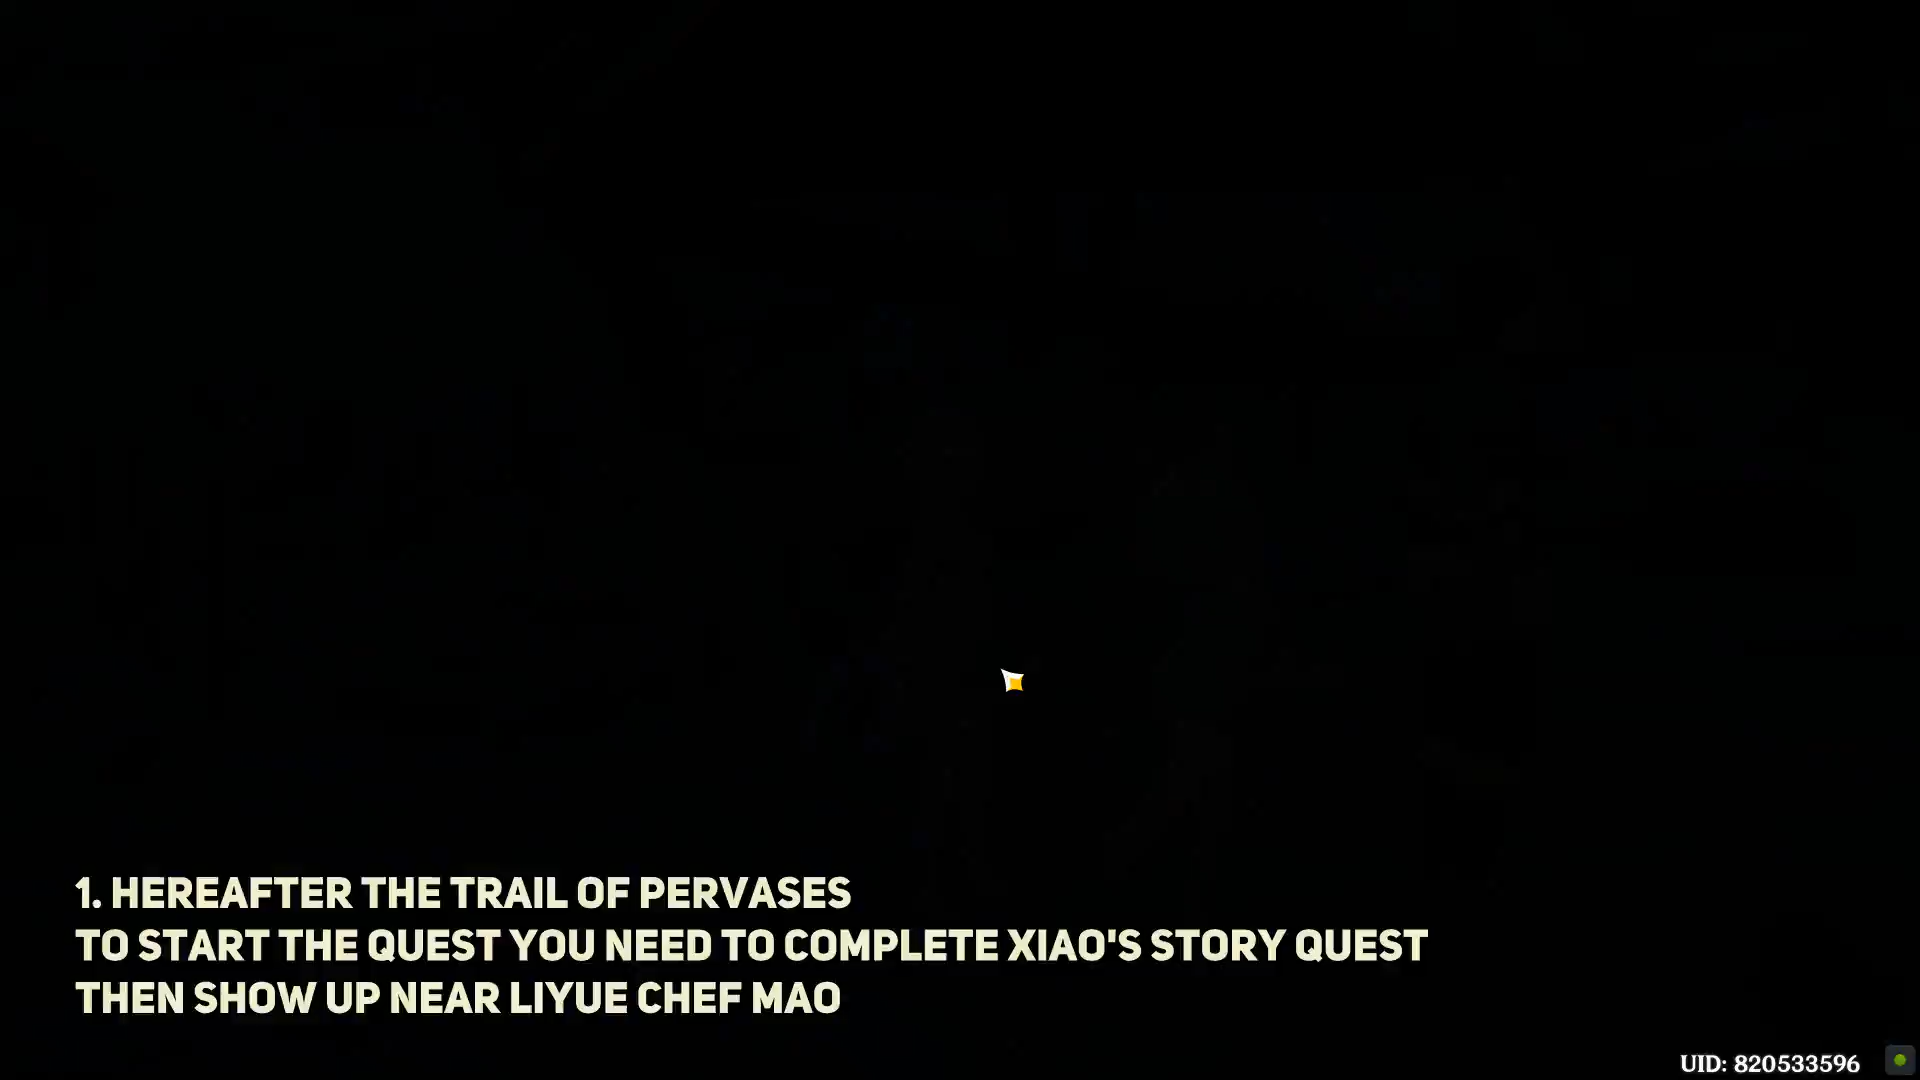 1. HEREAFTER THE TRAIL OF PERVASES
TO START THE QUEST YOU NEED TO COMPLETE XIAO'S STORY QUEST
THEN SHOW UP NEAR LIYUE CHEF MAO
UID: 820533596